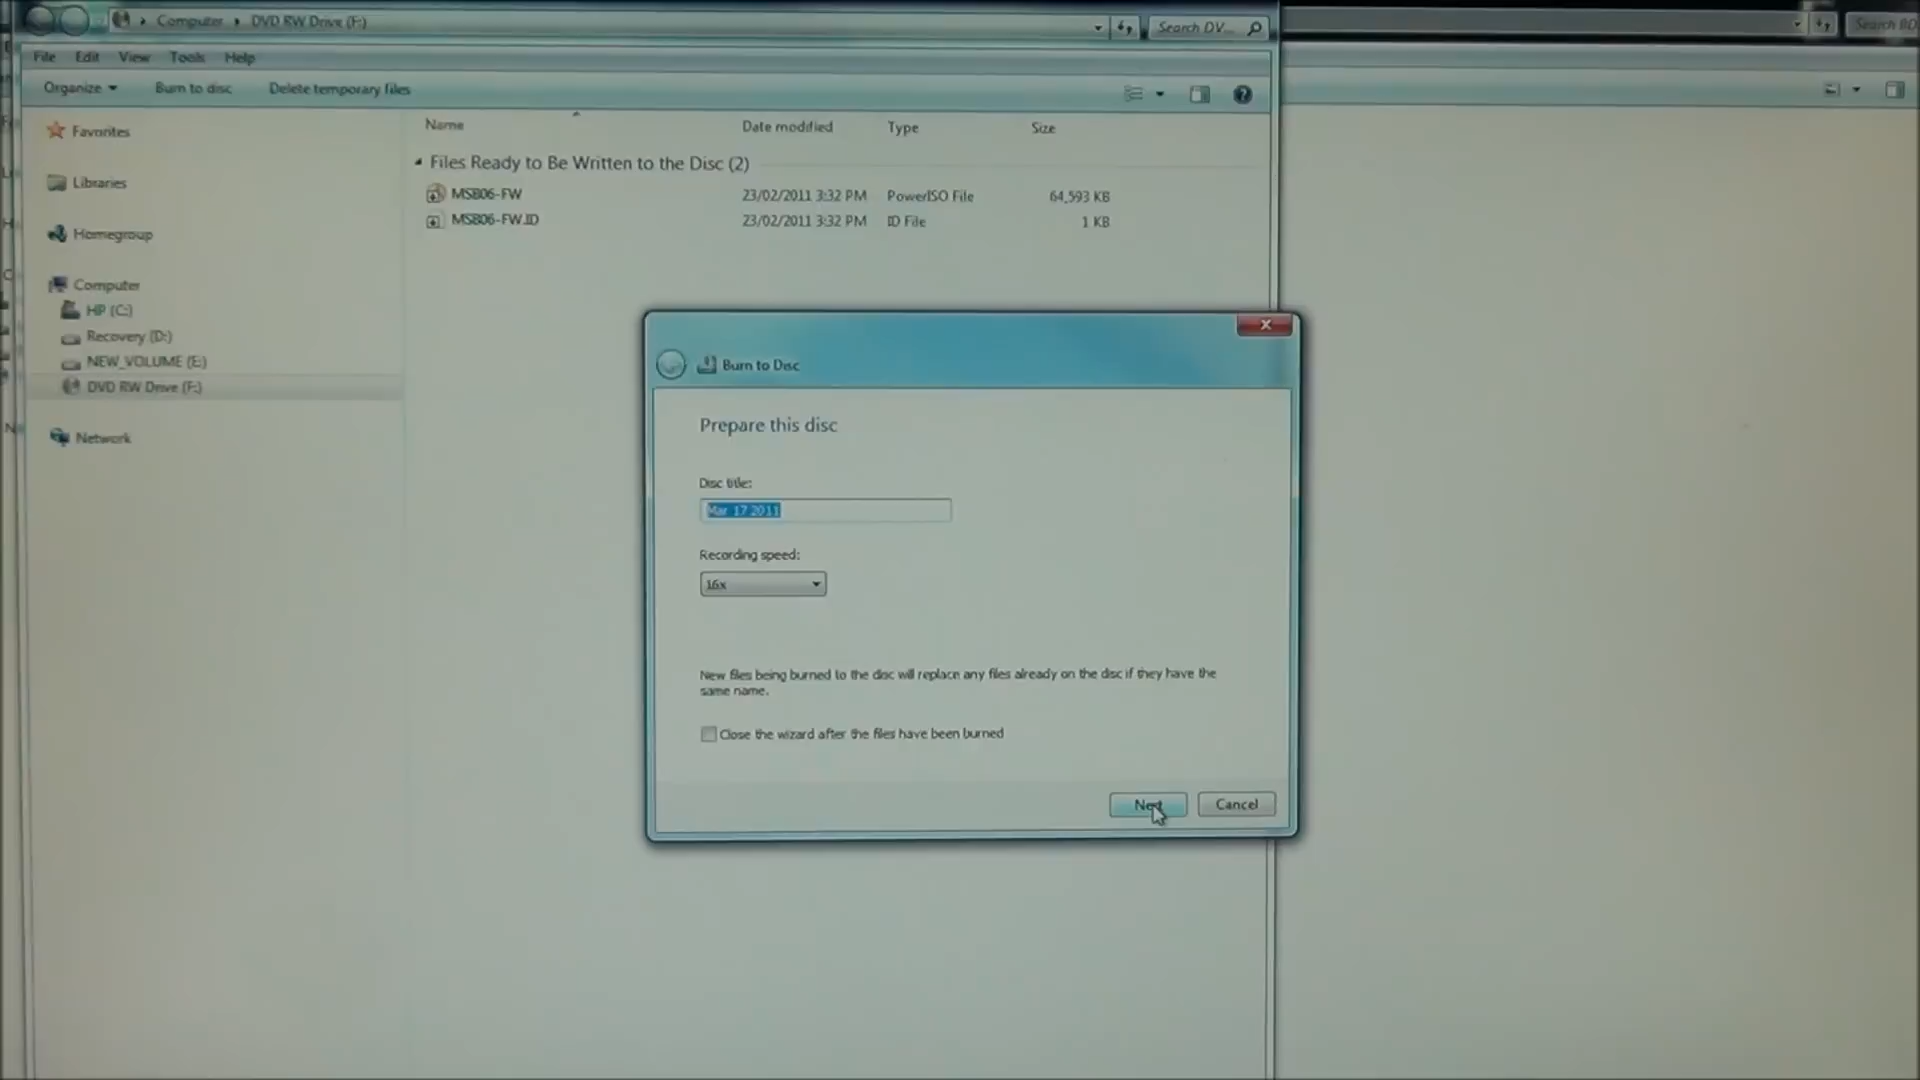 Computer DVD RW Drive (F:)
Search DV...
File Edit View Tools Help
Organize Burn to disc Delete temporary files
Name Date modified Type Size
Favorites
Libraries
Homegroup
Computer
HP (C:)
Recovery (D:)
NEW_VOLUME (E:)
DVD RW Drive (F:)
Network
Files Ready to Be Written to the Disc (2)
MSB06-FW 23/02/2011 3:32 PM PowerISO File 64,593 KB
MSB06-FW.ID 23/02/2011 3:32 PM ID File 1 KB
Burn to Disc
Prepare this disc
Disc title:
Mar 17 2011
Recording speed:
16x
New files being burned to the disc will replace any files already on the disc if they have the
same name.
Close the wizard after the files have been burned
Next Cancel